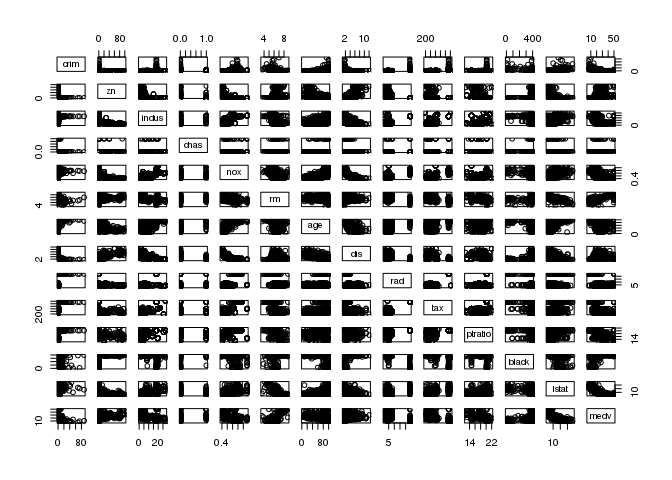 0 80 0.0 1.0 4 8 2 10 200 0 400 10 50
crim 0
0 zn
indus 0
0.0 chas
nox 0.4
4 rm
age 0
2 dis
rad 5
200 tax
ptratio 14
0 black
lstat 10
10 medv
0 80 0 20 0.4 0 80 5 14 22 10